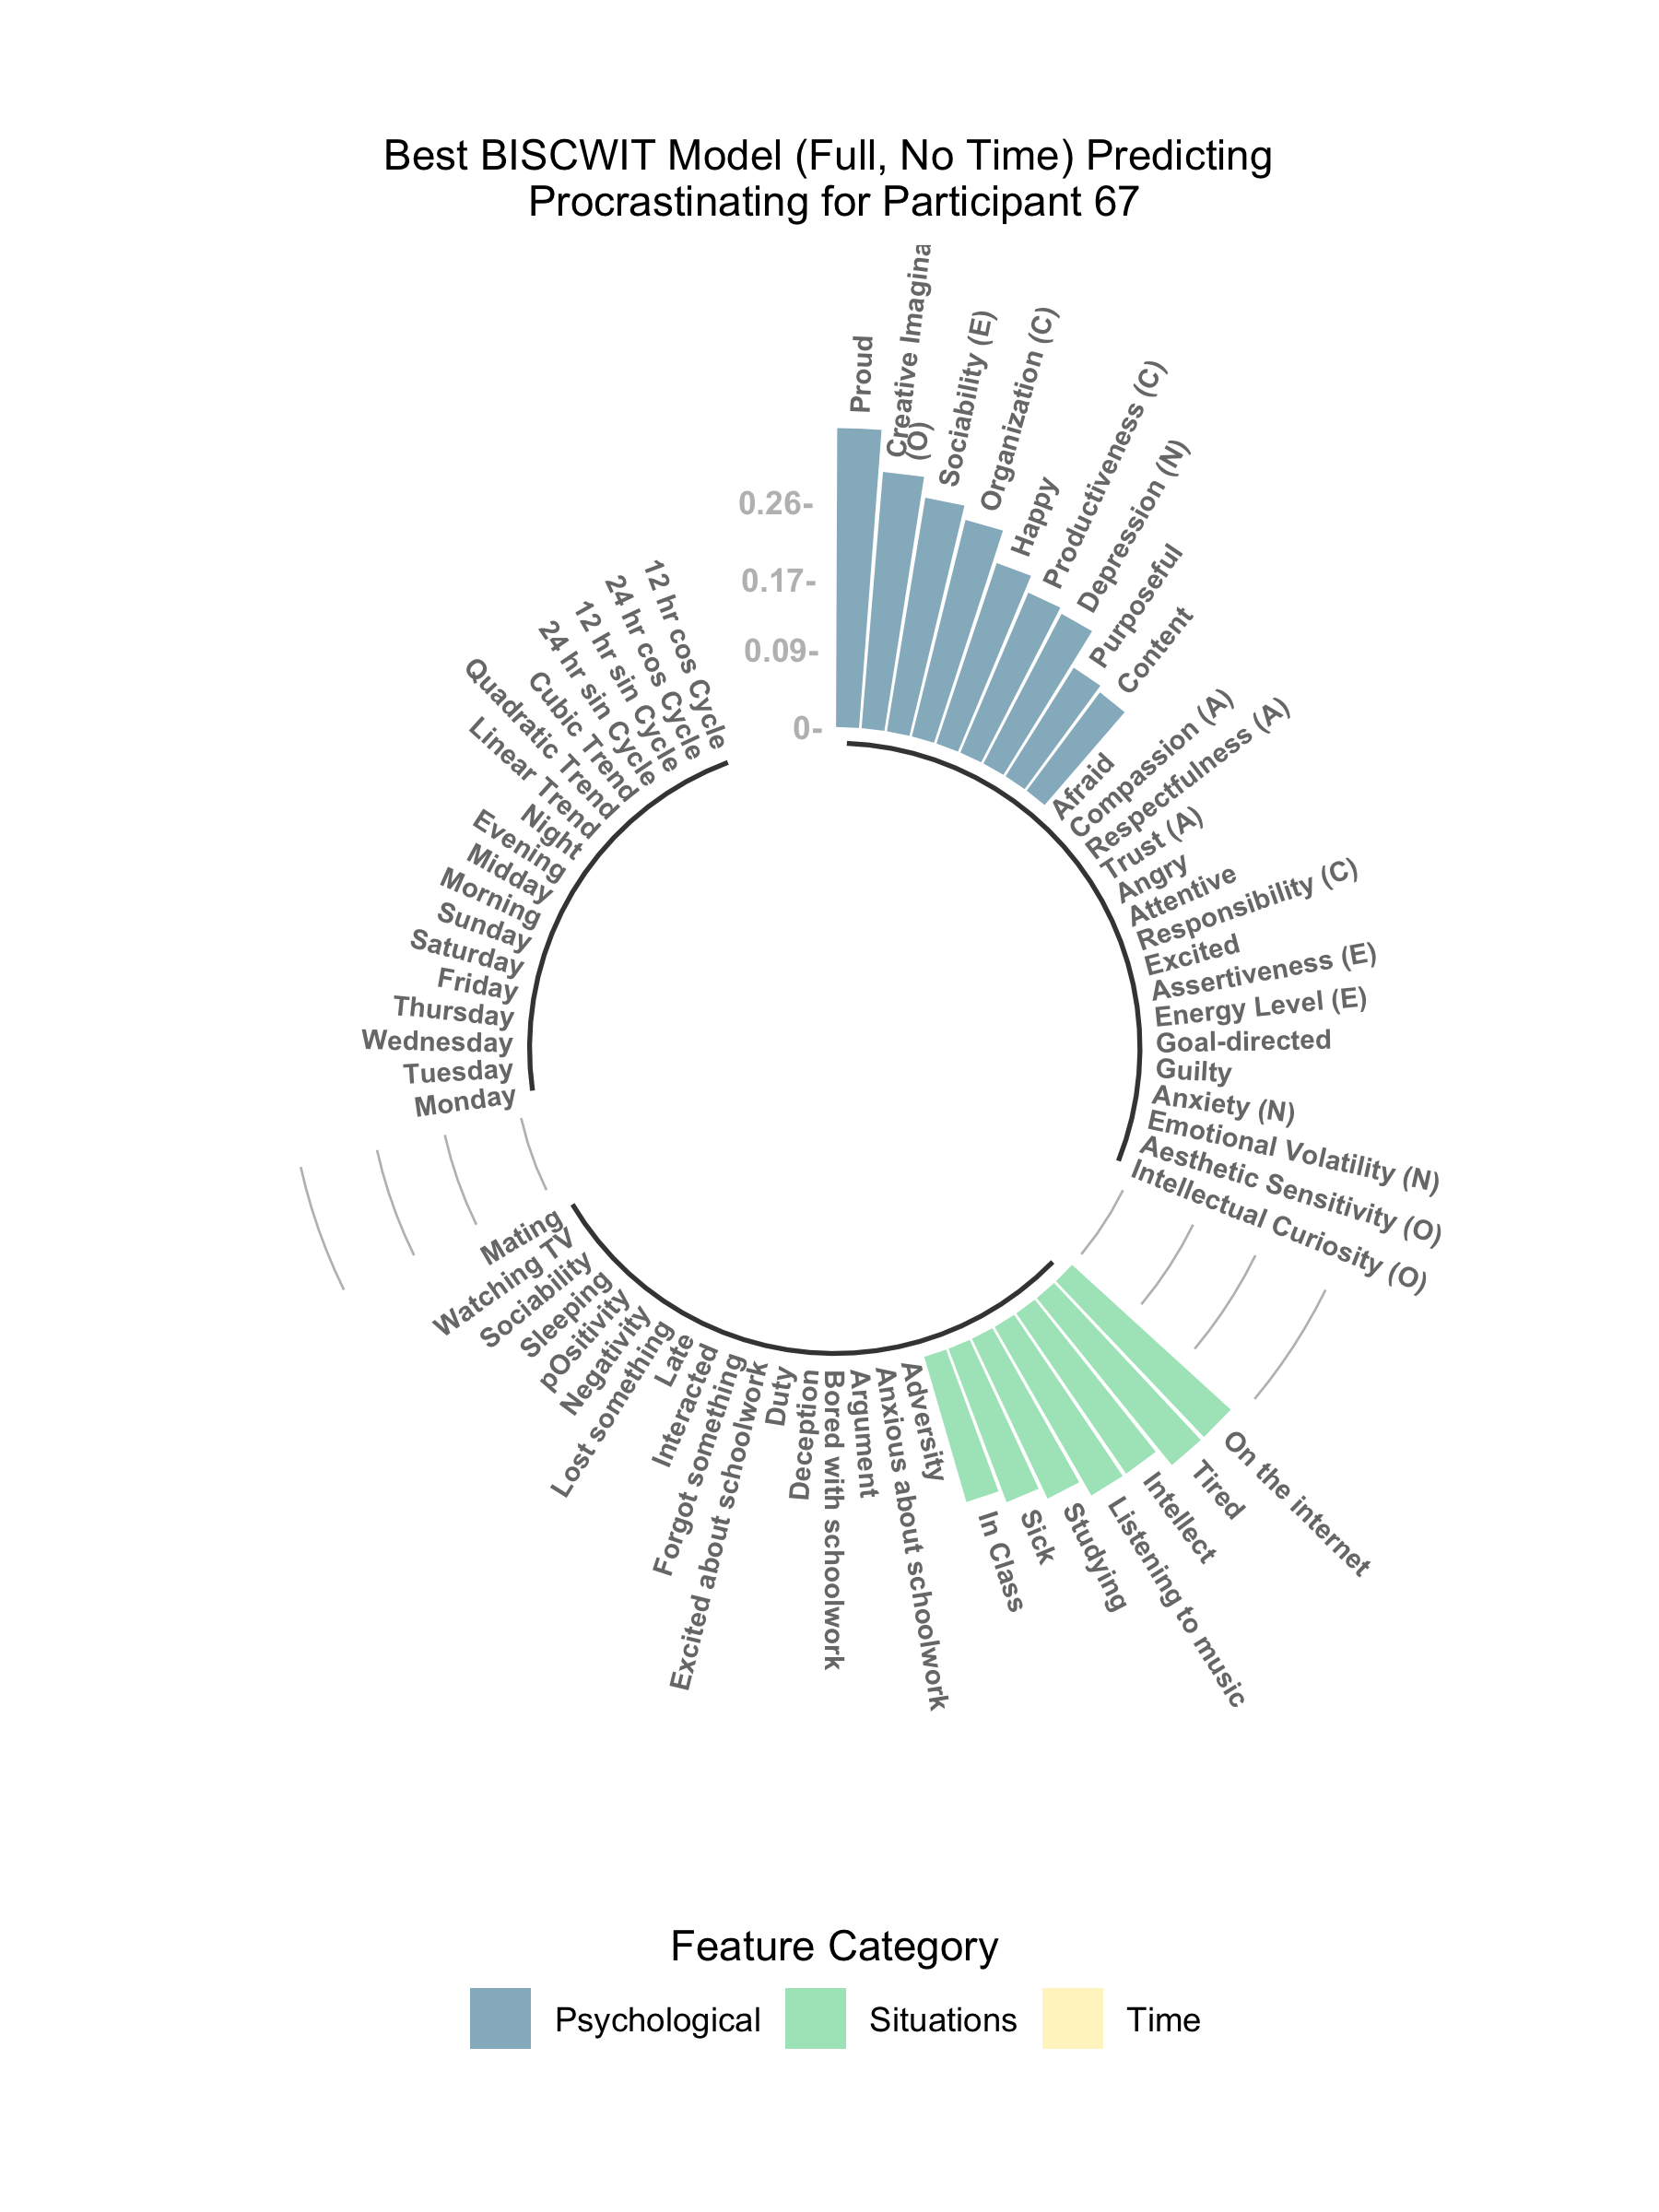 Best BISCWIT Model (Full, No Time) Predicting
Procrastinating for Participant 67
0.26-
0.17-
0.09-
0-
Proud
Creative Imagina
(O)
Sociability (E)
Organization (C)
Happy
Productiveness (C)
Depression (N)
Purposeful
Content
Afraid
Compassion (A)
Respectfulness (A)
Trust (A)
Angry
Attentive
Responsibility (C)
Excited
Assertiveness (E)
Energy Level (E)
Goal-directed
Guilty
Anxiety (N)
Emotional Volatility (N)
Aesthetic Sensitivity (O)
Intellectual Curiosity (O)
On the internet
Tired
Intellect
Listening to music
Studying
Sick
In Class
Adversity
Anxious about schoolwork
Argument
Bored with schoolwork
Deception
Duty
Excited about schoolwork
Forgot something
Interacted
Late
Lost something
Negativity
pOsitivity
Sleeping
Sociability
Watching TV
Mating
Monday
Tuesday
Wednesday
Thursday
Friday
Saturday
Sunday
Morning
Midday
Evening
Night
Linear Trend
Quadratic Trend
Cubic Trend
24 hr sin Cycle
12 hr sin Cycle
24 hr cos Cycle
12 hr cos Cycle
Feature Category
Psychological
Situations
Time